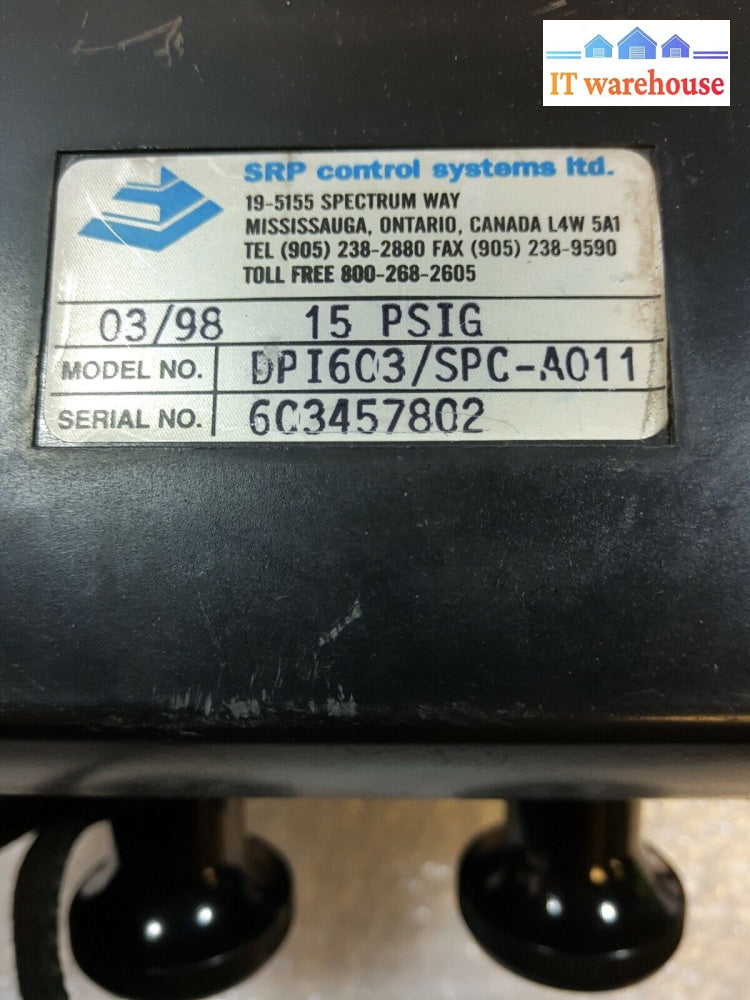 IT warehouse
SRP control systems ltd.
19-5155 SPECTRUM WAY
MISSISSAUGA, ONTARIO, CANADA L4W 5A1
TEL (905) 238-2880 FAX (905) 238-9590
TOLL FREE 800-268-2605
03/98 15 PSIG
MODEL NO. DPI6C3/SPC-A011
SERIAL NO. 6C3457802